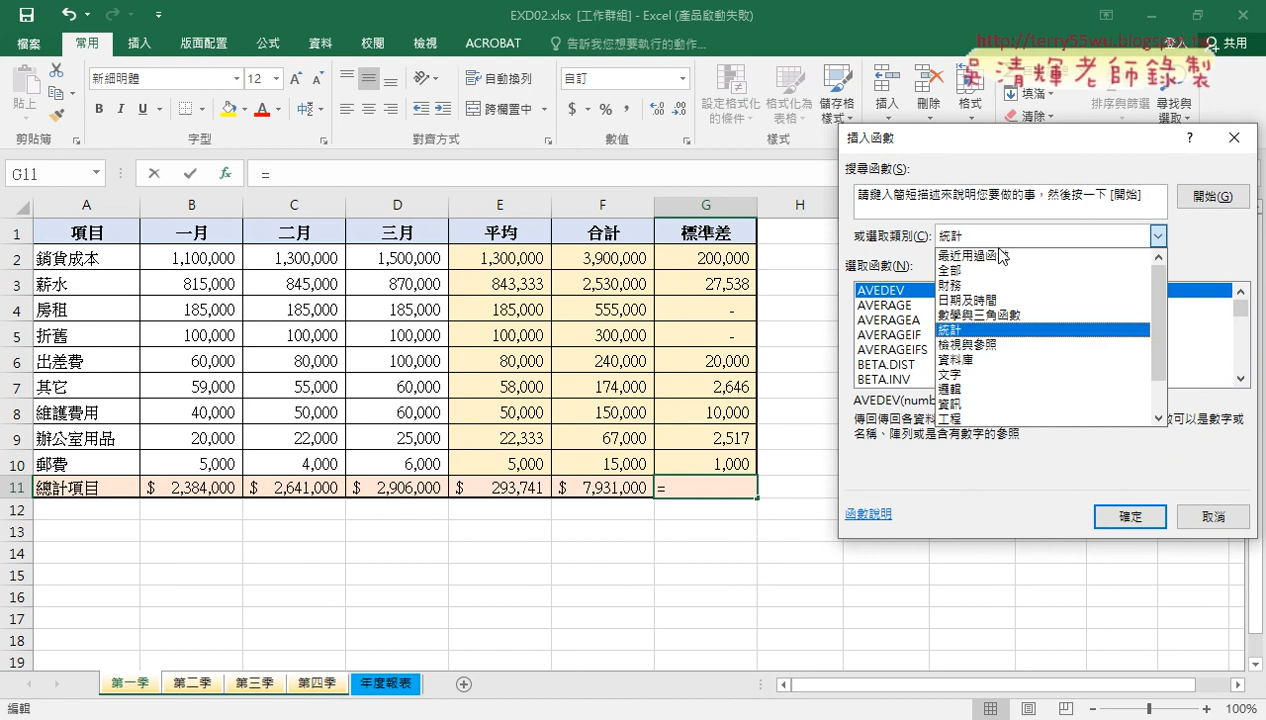 EXD02.xlsx [工作群組] - Excel (產品啟動失敗)
檔案 常用 插入 版面配置 公式 資料 校閱 檢視 ACROBAT 告訴我您想要執行的動作... 登入 共用
http://terry55wu.blogspot.tw
吳清輝老師錄製
貼上 新細明體 12 自動換列 自訂 設定格式化的條件 格式化為表格 儲存格樣式 插入 刪除 格式 填滿 清除 排序與篩選 尋找與選取
B I U 中 跨欄置中 $ % ,
剪貼簿 字型 對齊方式 數值 樣式
G11 fx =
A B C D E F G H
1 項目 一月 二月 三月 平均 合計 標準差
2 銷貨成本 1,100,000 1,300,000 1,500,000 1,300,000 3,900,000 200,000
3 薪水 815,000 845,000 870,000 843,333 2,530,000 27,538
4 房租 185,000 185,000 185,000 185,000 555,000 -
5 折舊 100,000 100,000 100,000 100,000 300,000 -
6 出差費 60,000 80,000 100,000 80,000 240,000 20,000
7 其它 59,000 55,000 60,000 58,000 174,000 2,646
8 維護費用 40,000 50,000 60,000 50,000 150,000 10,000
9 辦公室用品 20,000 22,000 25,000 22,333 67,000 2,517
10 郵費 5,000 4,000 6,000 5,000 15,000 1,000
11 總計項目 $ 2,384,000 $ 2,641,000 $ 2,906,000 $ 293,741 $ 7,931,000 =
12
13
14
15
16
17
18
19
插入函數 ?
搜尋函數(S):
請鍵入簡短描述來說明您要做的事，然後按一下 [開始]
開始(G)
或選取類別(C): 統計
最近用過函
全部
財務
日期及時間
數學與三角函數
統計
檢視與參照
資料庫
文字
邏輯
資訊
工程
選取函數(N):
AVEDEV
AVERAGE
AVERAGEA
AVERAGEIF
AVERAGEIFS
BETA.DIST
BETA.INV
AVEDEV(numb
傳回傳回各資料 數可以是數字或
名稱、陣列或是含有數字的參照
函數說明 確定 取消
第一季 第二季 第三季 第四季 年度報表
編輯 100%